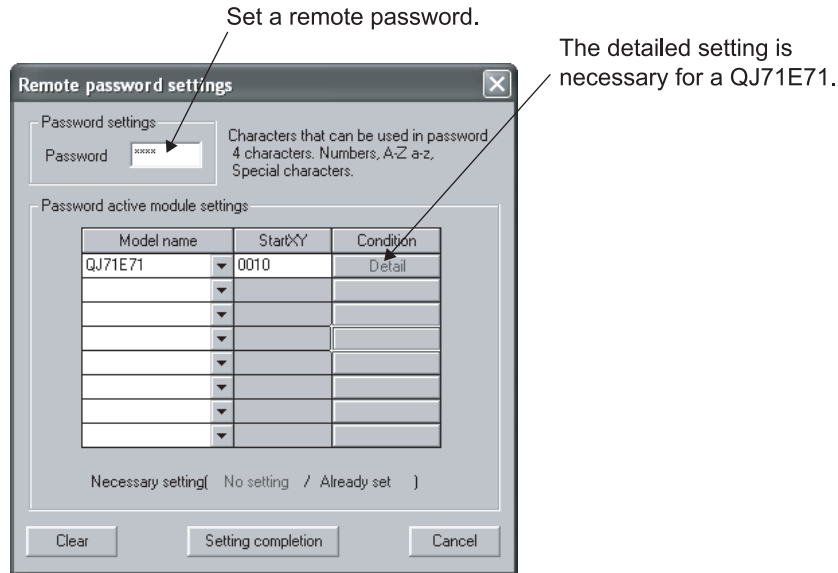 Set a remote password.
The detailed setting is
necessary for a QJ71E71.
Remote password settings
Password settings
Password
××××
Characters that can be used in password
4 characters. Numbers, A-Z a-z,
Special characters.
Password active module settings
Model name StartXY Condition
QJ71E71 0010 Detail
Necessary setting( No setting / Already set )
Clear Setting completion Cancel